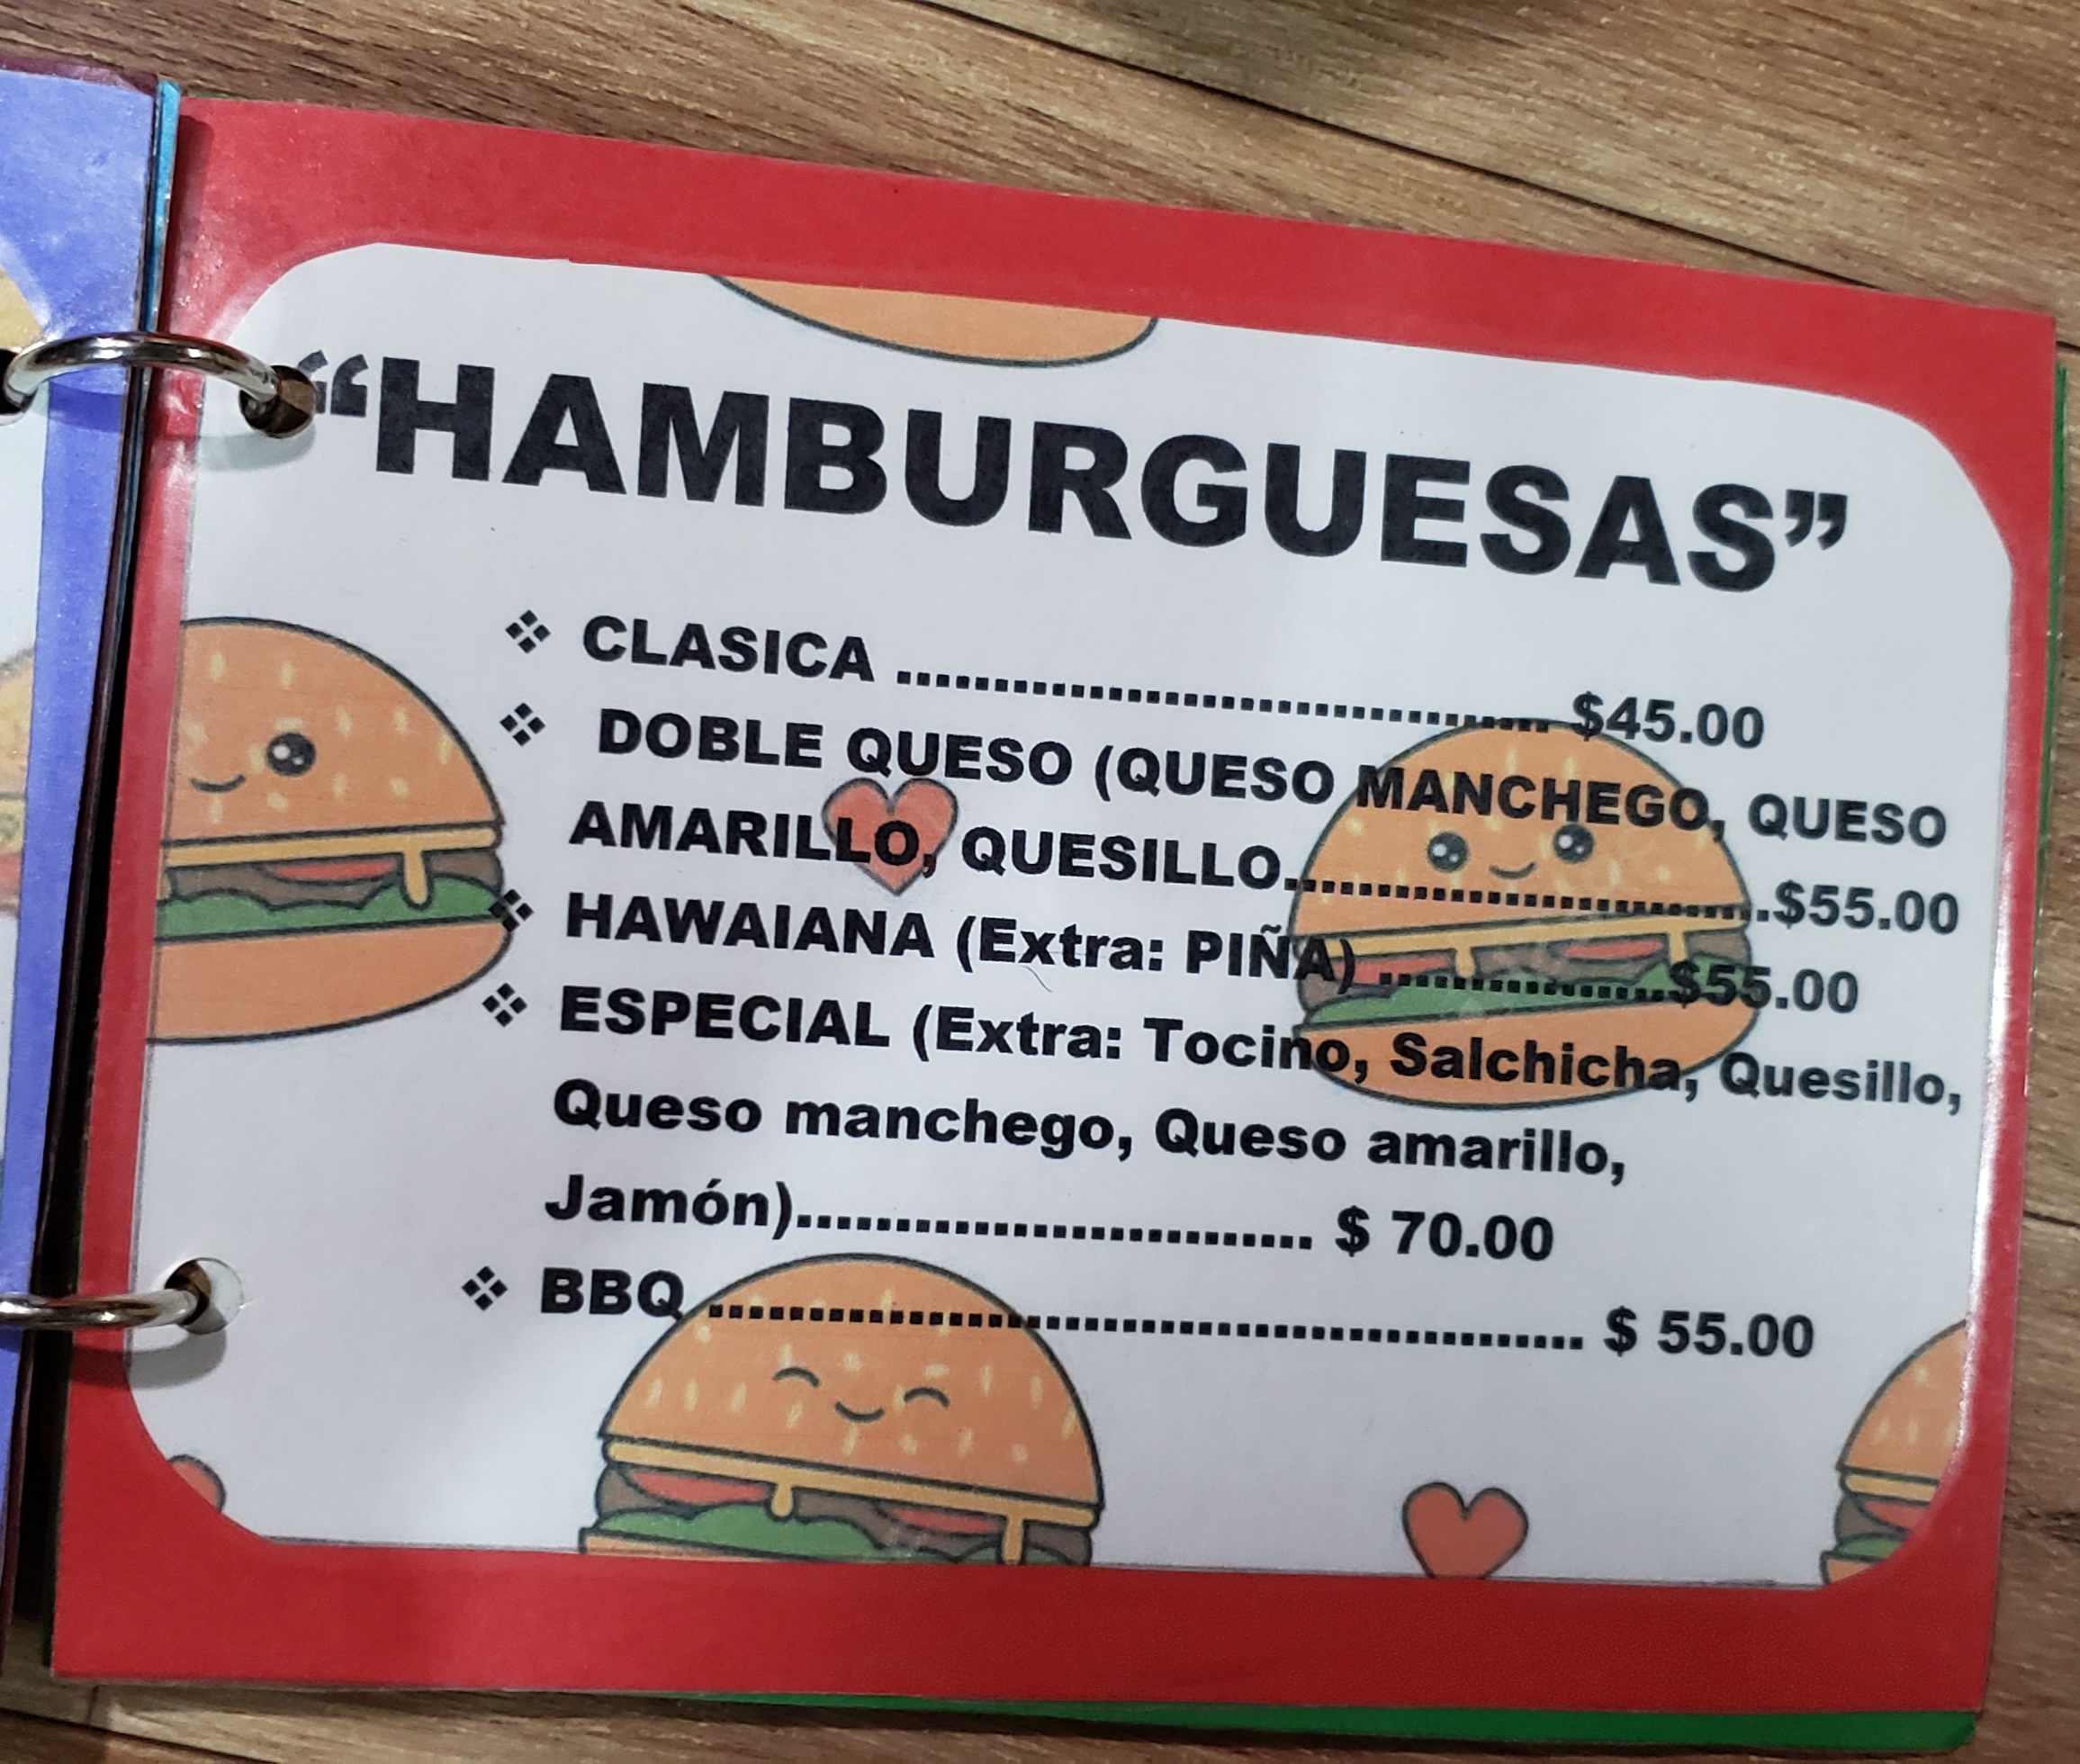 “HAMBURGUESAS”
❖ CLASICA ................................... $45.00
❖ DOBLE QUESO (QUESO MANCHEGO, QUESO
AMARILLO, QUESILLO..........................$55.00
❖ HAWAIANA (Extra: PIÑA) ................$55.00
❖ ESPECIAL (Extra: Tocino, Salchicha, Quesillo,
Queso manchego, Queso amarillo,
Jamón)........................... $ 70.00
❖ BBQ .............................................. $ 55.00